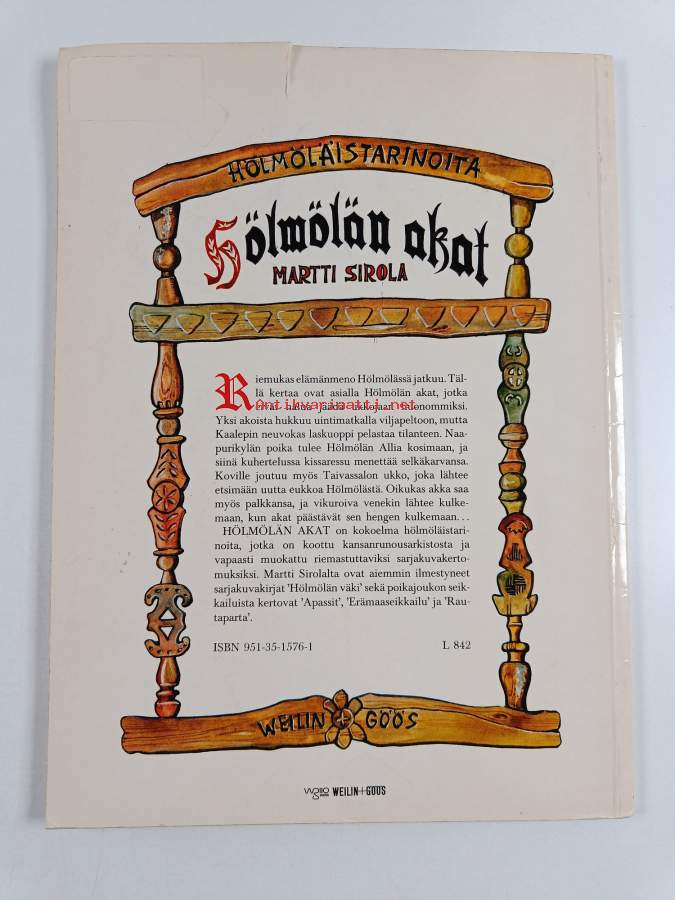 HÖLMÖLÄISTARINOITA
Hölmölän akat
MARTTI SIROLA
Riemukas elämänmeno Hölmölässä jatkuu. Täl-
lä kertaa ovat asialla Hölmölän akat, jotka
Antikvariaatti.net
Yksi akoista hukkuu uintimatkalla viljapeltoon, mutta
Kaalepin neuvokas laskuoppi pelastaa tilanteen. Naa-
purikylän poika tulee Hölmölän Allia kosimaan, ja
siinä kuhertelussa kissaressu menettää selkäkarvansa.
Koville joutuu myös Taivassalon ukko, joka lähtee
etsimään uutta eukkoa Hölmölästä. Oikukas akka saa
myös palkkansa, ja vikuroiva venekin lähtee kulke-
maan, kun akat päästävät sen hengen kulkemaan...
HÖLMÖLÄN AKAT on kokoelma hölmöläistari-
noita, jotka on koottu kansanrunousarkistosta ja
vapaasti muokattu riemastuttaviksi sarjakuvakerto-
muksiksi. Martti Sirolalta ovat aiemmin ilmestyneet
sarjakuvakirjat 'Hölmölän väki' sekä poikajoukon seik-
kailuista kertovat 'Apassit', 'Erämaaseikkailu' ja 'Rau-
taparta'.
ISBN 951-35-1576-1 L 842
WEILIN + GÖÖS
WEILIN+GÖÖS